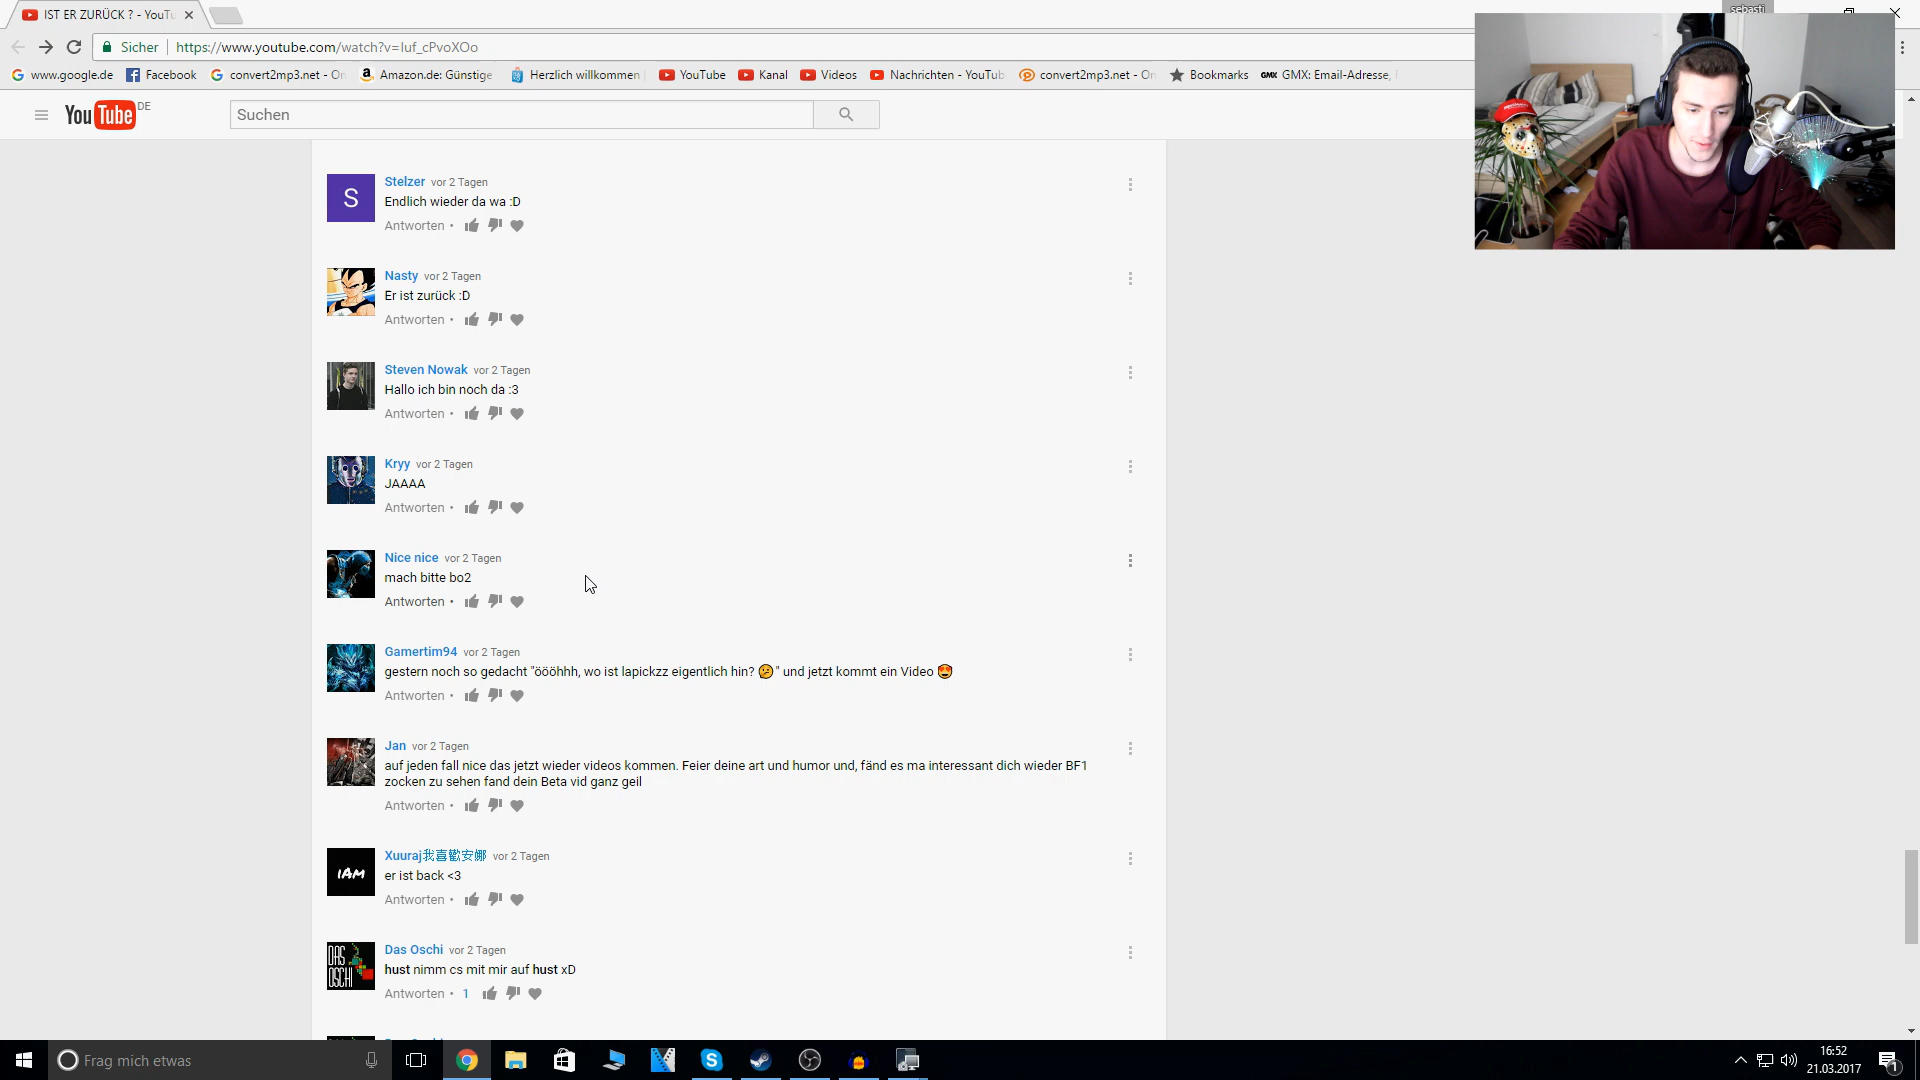 IST ER ZURÜCK ? - YouTu
sebasti
Sicher
https://www.youtube.com/watch?v=Iuf_cPvoXOo
www.google.de
Facebook
convert2mp3.net - On
Amazon.de: Günstige
Herzlich willkommen
YouTube
Kanal
Videos
Nachrichten - YouTub
convert2mp3.net - On
Bookmarks
GMX
GMX: Email-Adresse,
YouTube DE
Suchen
S
Stelzer vor 2 Tagen
Endlich wieder da wa :D
Antworten •
Nasty vor 2 Tagen
Er ist zurück :D
Antworten •
Steven Nowak vor 2 Tagen
Hallo ich bin noch da :3
Antworten •
Kryy vor 2 Tagen
JAAAA
Antworten •
Nice nice vor 2 Tagen
mach bitte bo2
Antworten •
Gamertim94 vor 2 Tagen
gestern noch so gedacht "öööhhh, wo ist lapickzz eigentlich hin? 😕" und jetzt kommt ein Video 😍
Antworten •
Jan vor 2 Tagen
auf jeden fall nice das jetzt wieder videos kommen. Feier deine art und humor und, fänd es ma interessant dich wieder BF1
zocken zu sehen fand dein Beta vid ganz geil
Antworten •
iAM
Xuuraj我喜歡安娜 vor 2 Tagen
er ist back <3
Antworten •
DAS
OSCHI
Das Oschi vor 2 Tagen
hust nimm cs mit mir auf hust xD
Antworten • 1
Frag mich etwas
16:52
21.03.2017
1